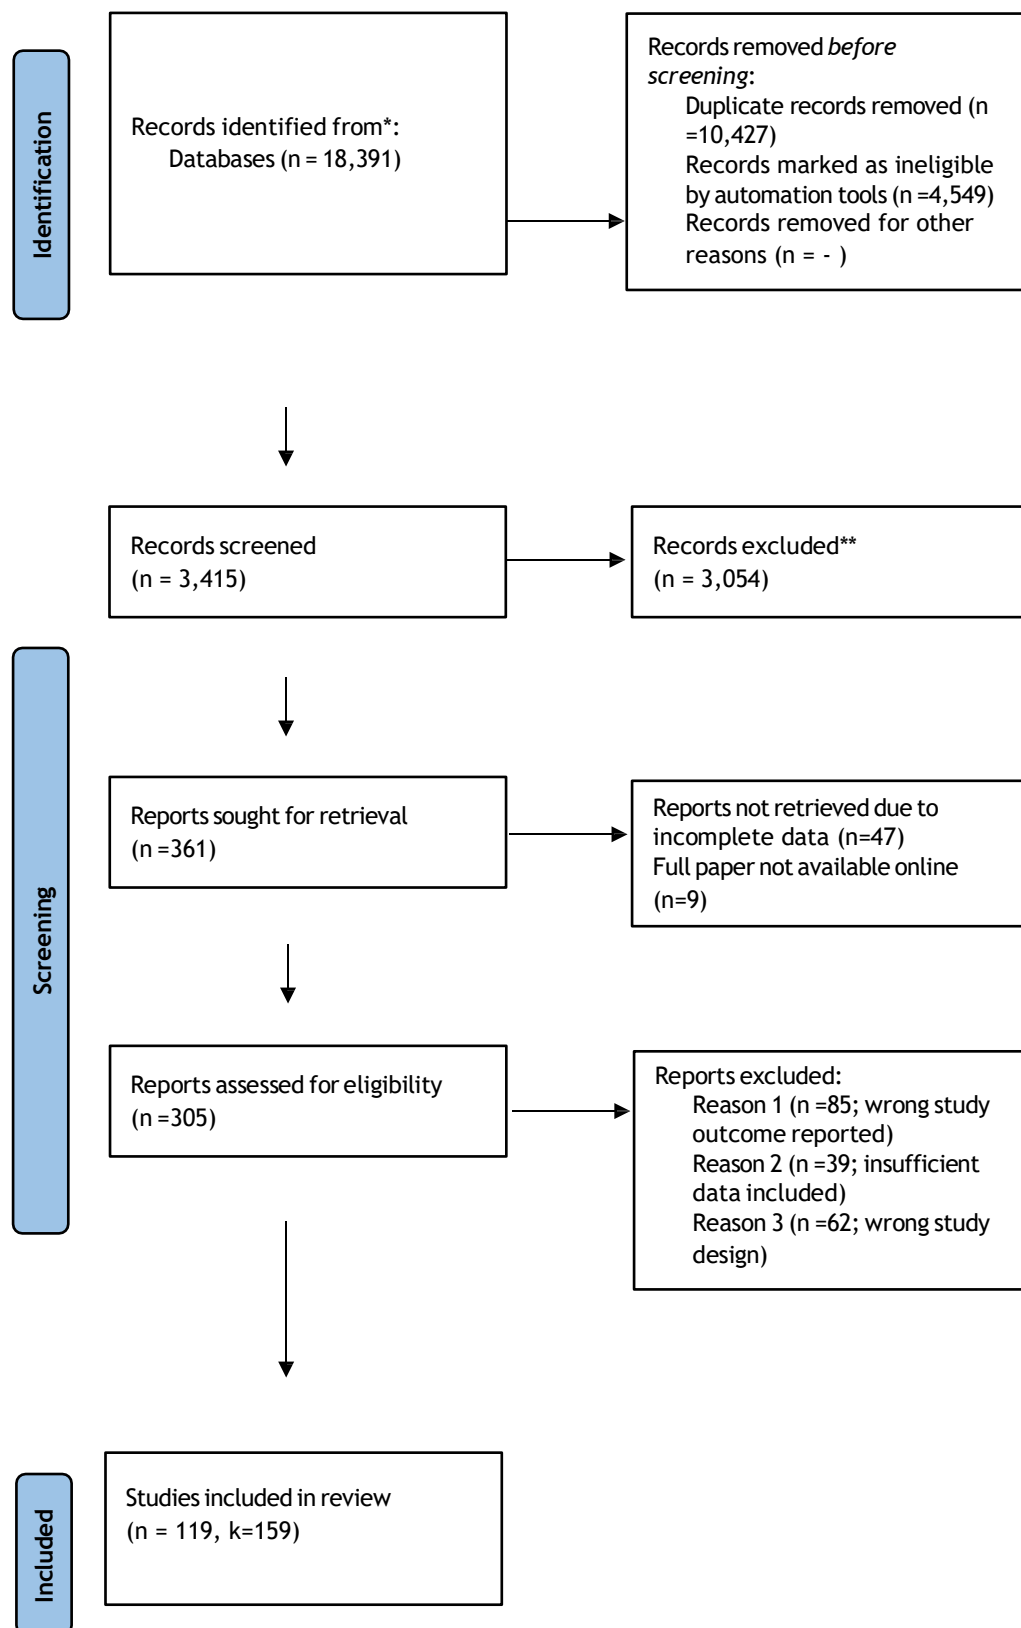 Identification
Records identified from*:
Databases (n = 18,391)
Records removed before
screening:
Duplicate records removed (n
=10,427)
Records marked as ineligible
by automation tools (n =4,549)
Records removed for other
reasons (n = - )
Records screened
(n = 3,415)
Records excluded**
(n = 3,054)
Screening
Reports sought for retrieval
(n =361)
Reports not retrieved due to
incomplete data (n=47)
Full paper not available online
(n=9)
Reports assessed for eligibility
(n =305)
Reports excluded:
Reason 1 (n =85; wrong study
outcome reported)
Reason 2 (n =39; insufficient
data included)
Reason 3 (n =62; wrong study
design)
Included
Studies included in review
(n = 119, k=159)